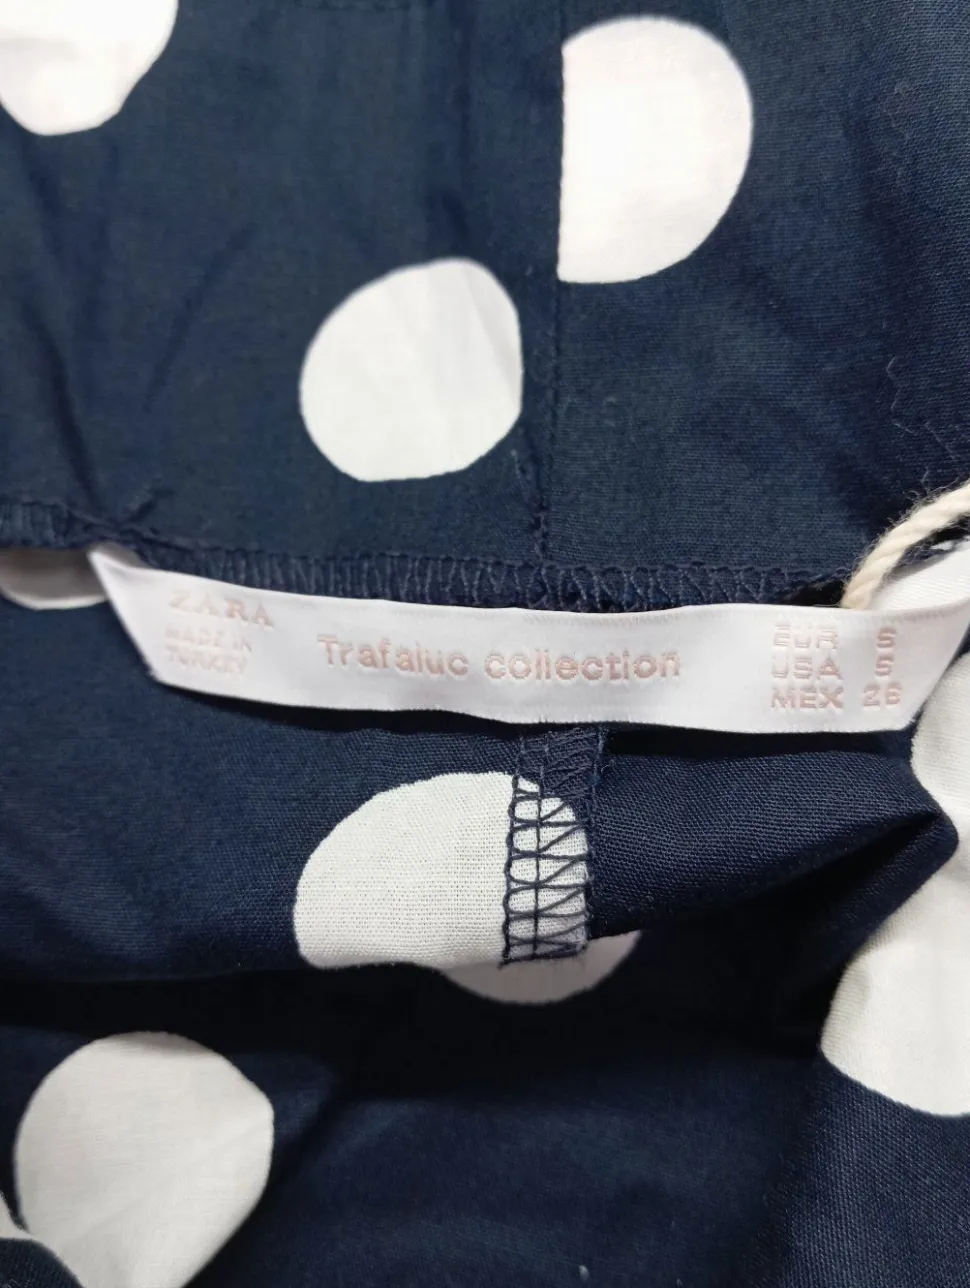 ZARA
MADE IN
TURKEY
Trafaluc collection
EUR S
USA S
MEX 26